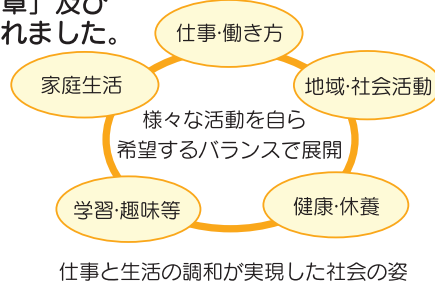 章」及び
れました。
仕事・働き方
家庭生活
地域・社会活動
様々な活動を自ら
希望するバランスで展開
学習・趣味等
健康・休養
仕事と生活の調和が実現した社会の姿